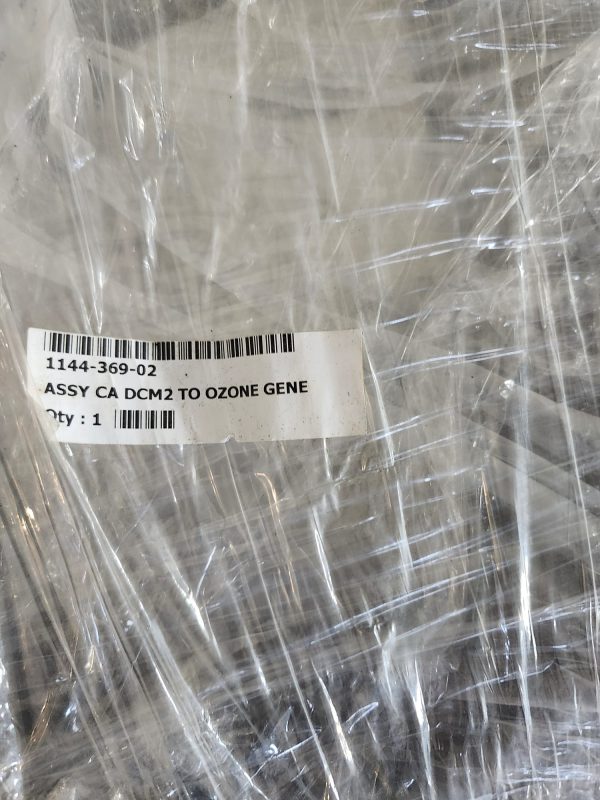 1144-369-02
ASSY CA DCM2 TO OZONE GENE
Qty : 1